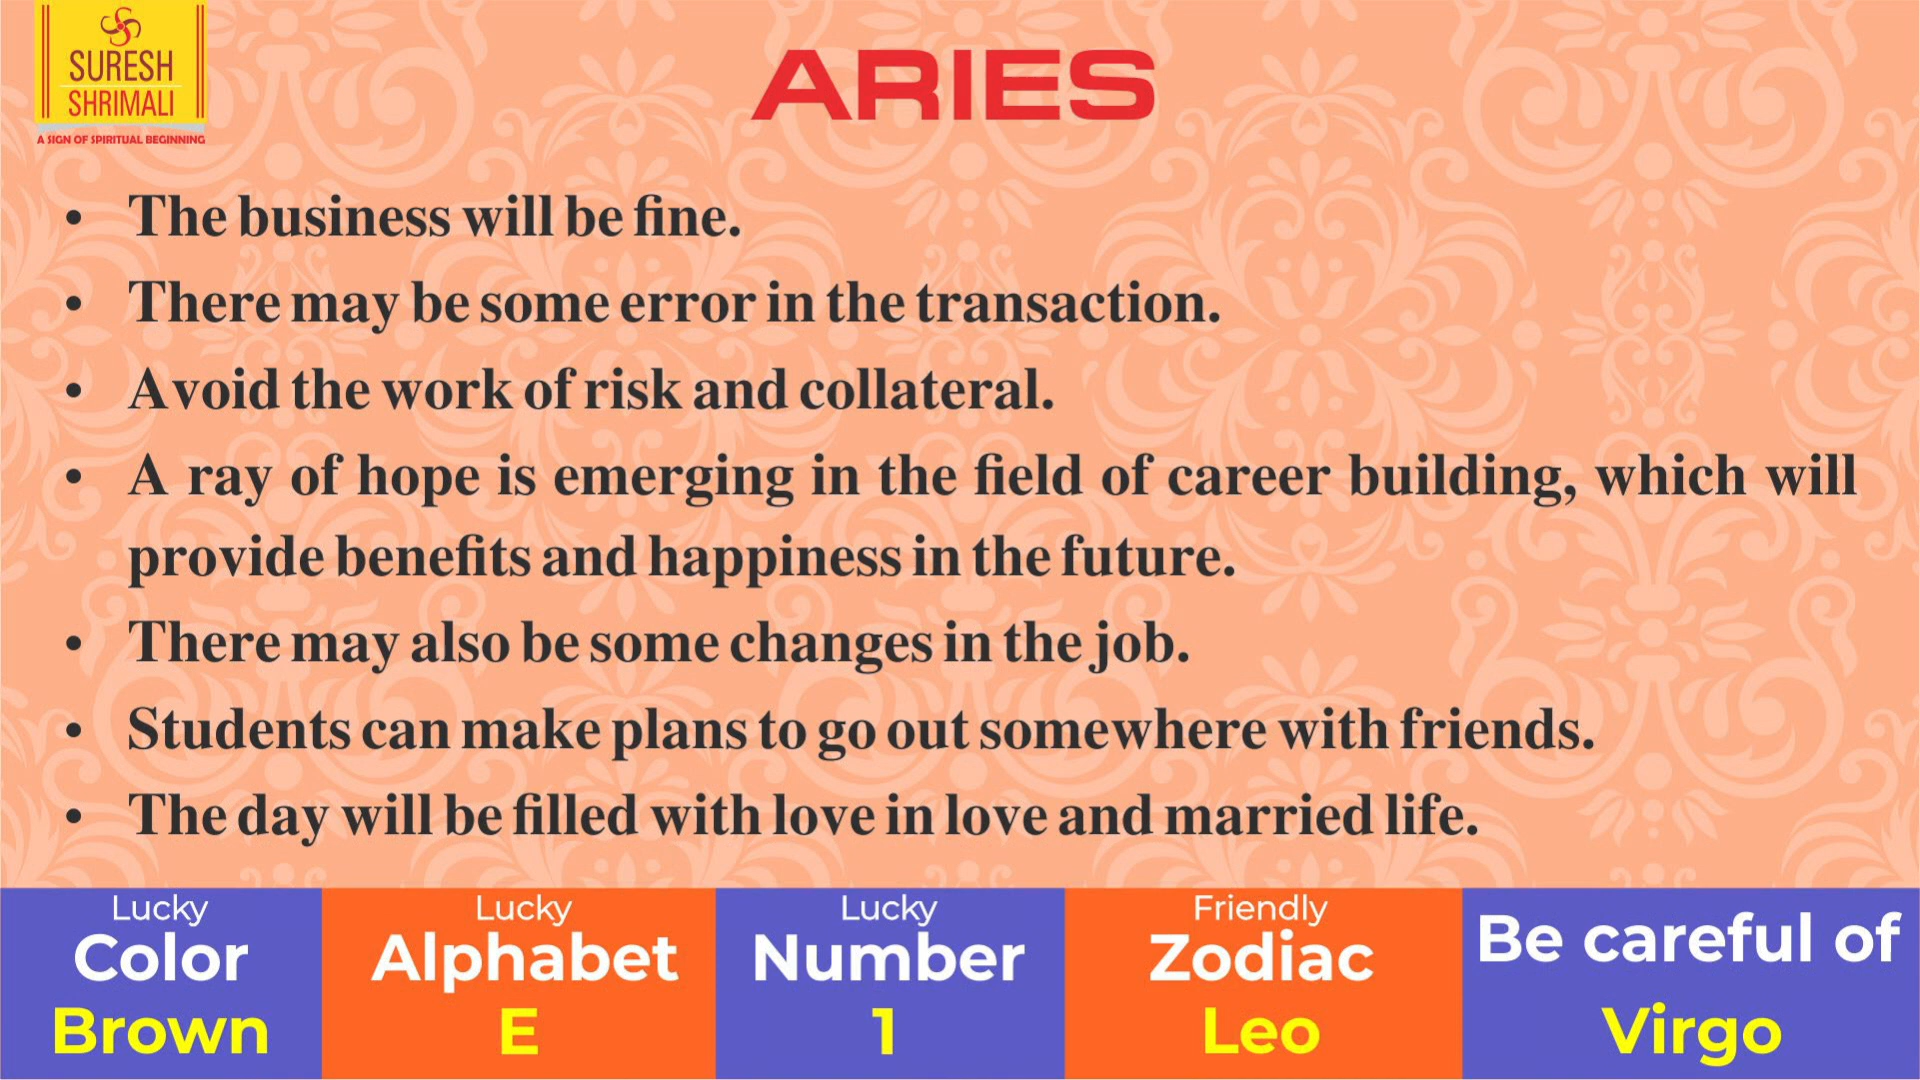 SURESH
SHRIMALI
A SIGN OF SPIRITUAL BEGINNING
ARIES
• The business will be fine.
• There may be some error in the transaction.
• Avoid the work of risk and collateral.
• A ray of hope is emerging in the field of career building, which will
provide benefits and happiness in the future.
• There may also be some changes in the job.
• Students can make plans to go out somewhere with friends.
• The day will be filled with love in love and married life.
Lucky
Color
Brown
Lucky
Alphabet
E
Lucky
Number
1
Friendly
Zodiac
Leo
Be careful of
Virgo